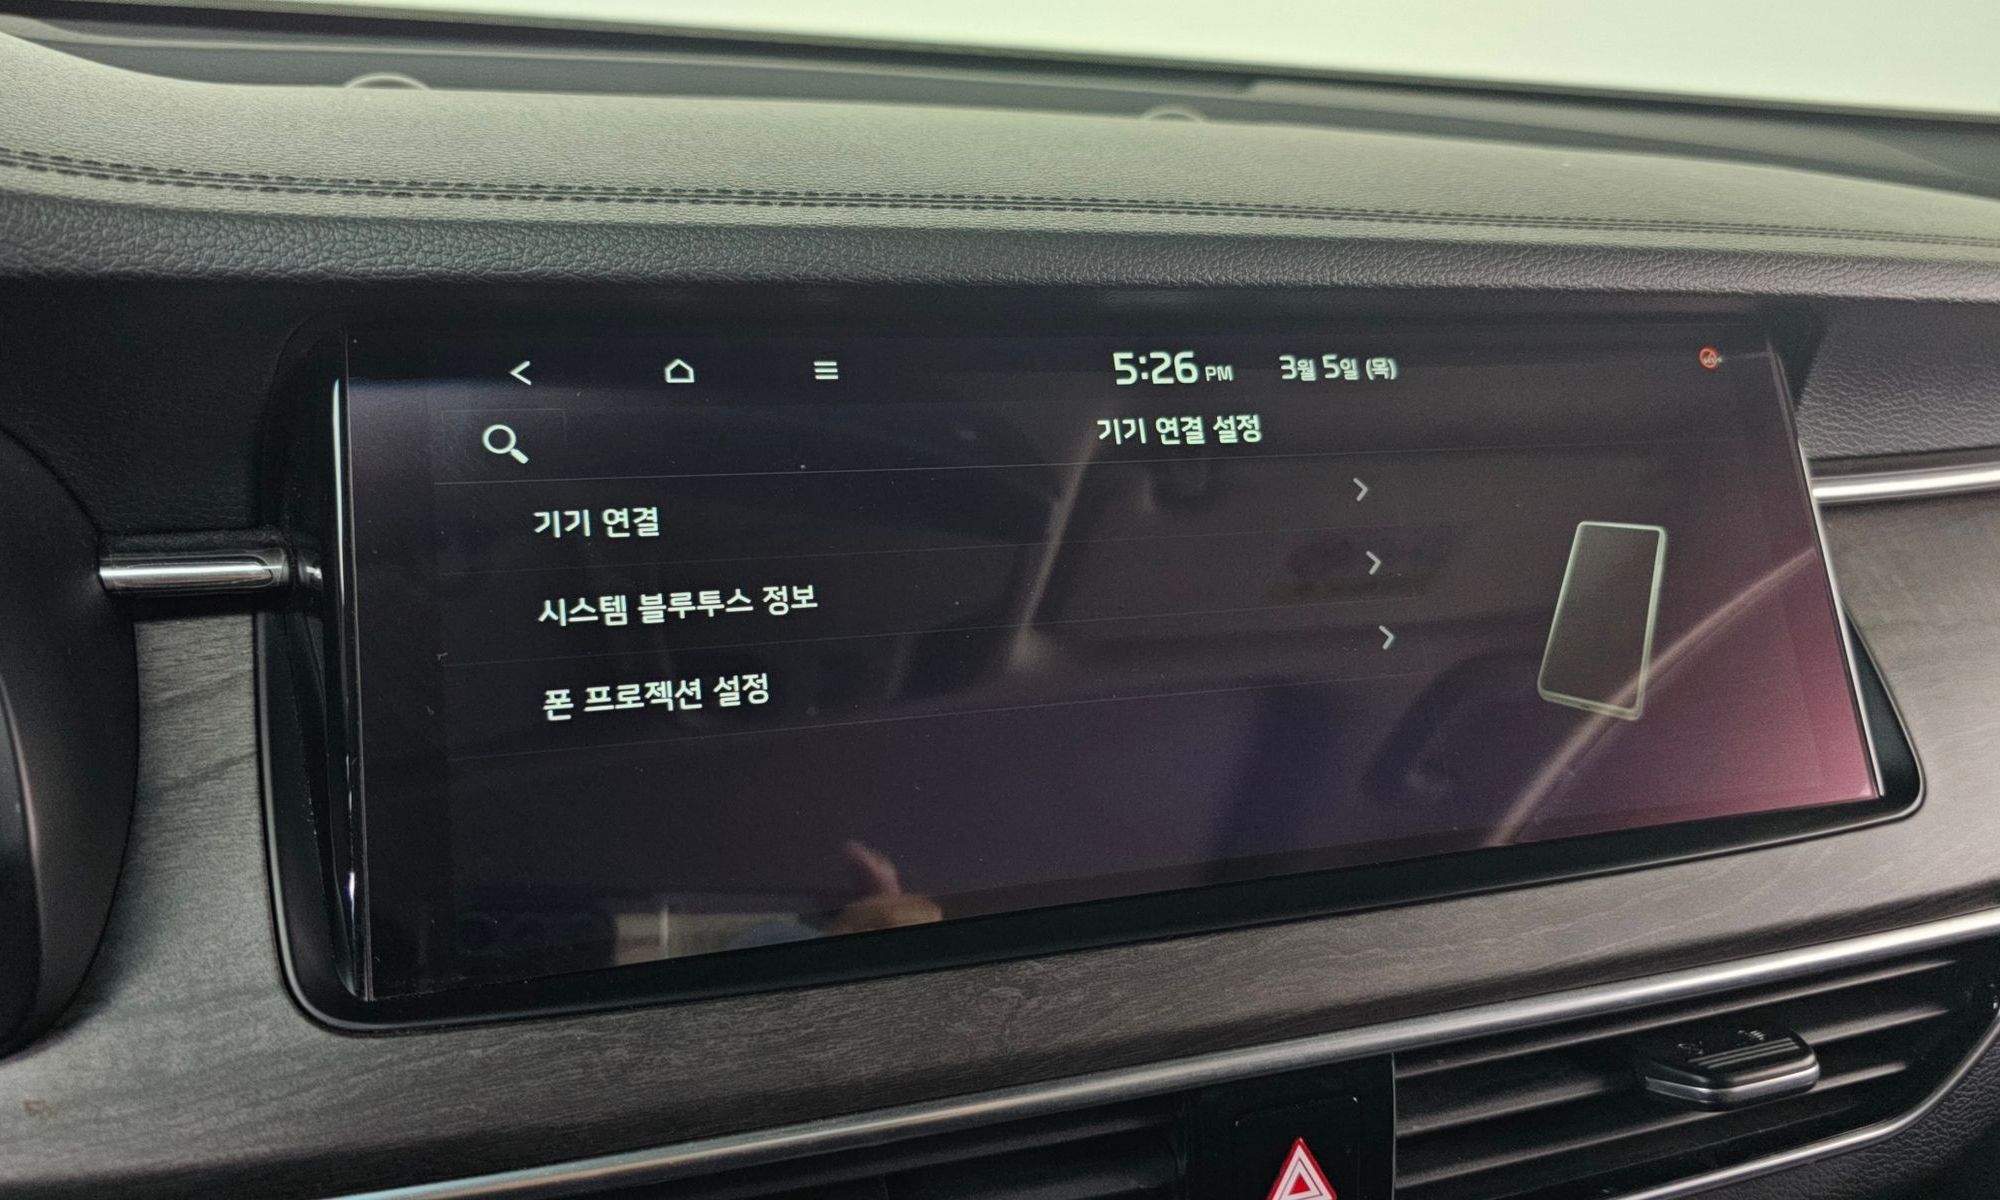 5:26 PM 3월 5일 (목)
기기 연결 설정
기기 연결
시스템 블루투스 정보
폰 프로젝션 설정